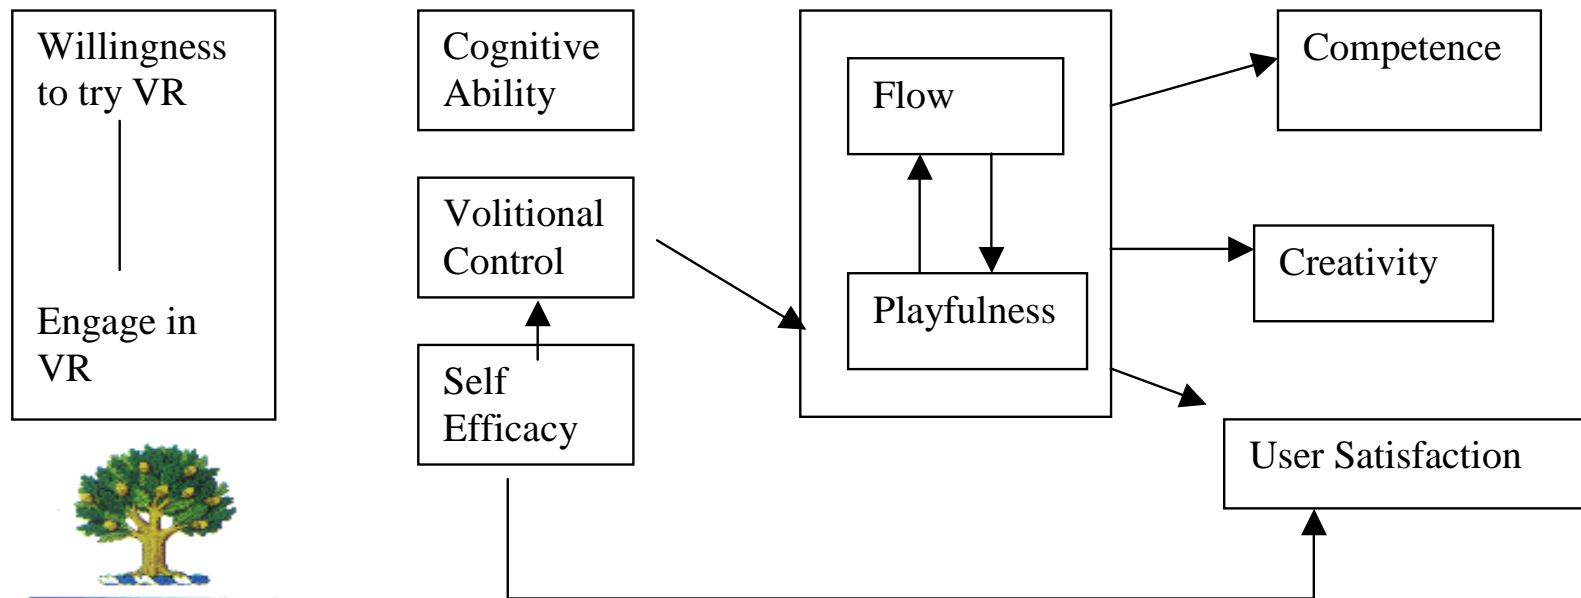 Willingness
to try VR
Engage in
VR
Cognitive
Ability
Volitional
Control
Self
Efficacy
Flow
Playfulness
Competence
Creativity
User Satisfaction